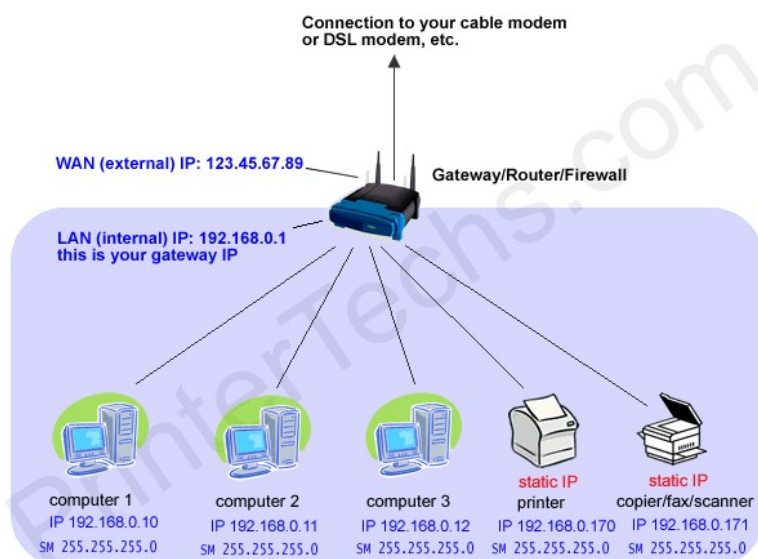 Connection to your cable modem
or DSL modem, etc.
WAN (external) IP: 123.45.67.89
Gateway/Router/Firewall
LAN (internal) IP: 192.168.0.1
this is your gateway IP
computer 1
IP 192.168.0.10
SM 255.255.255.0
computer 2
IP 192.168.0.11
SM 255.255.255.0
computer 3
IP 192.168.0.12
SM 255.255.255.0
static IP
printer
IP 192.168.0.170
SM 255.255.255.0
static IP
copier/fax/scanner
IP 192.168.0.171
SM 255.255.255.0
PrinterTechs.com